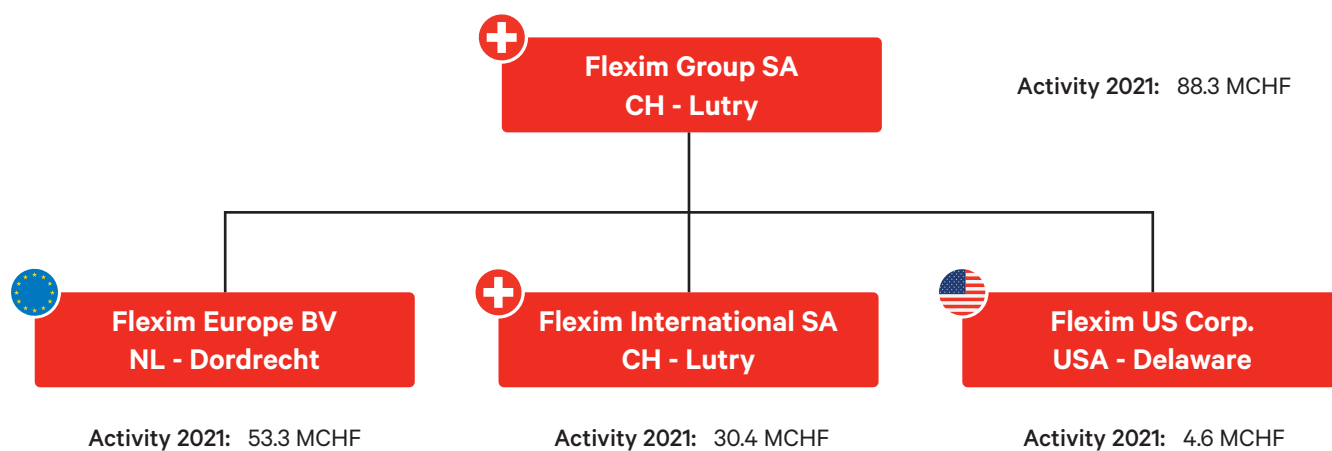 Flexim Group SA
CH - Lutry
Activity 2021: 88.3 MCHF
Flexim Europe BV
NL - Dordrecht
Activity 2021: 53.3 MCHF
Flexim International SA
CH - Lutry
Activity 2021: 30.4 MCHF
Flexim US Corp.
USA - Delaware
Activity 2021: 4.6 MCHF